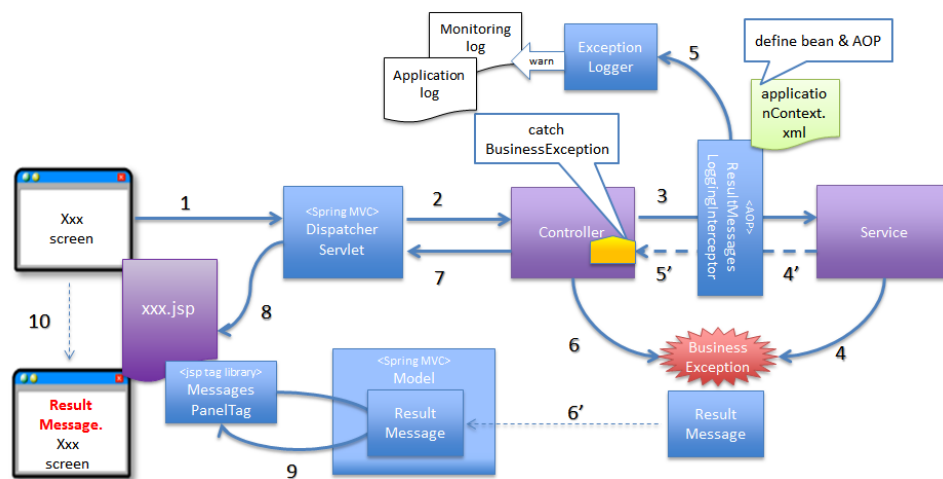 Monitoring
log
Application
log
warn
Exception
Logger
5
define bean & AOP
applicatio
nContext.
xml
catch
BusinessException
Xxx
screen
1
<Spring MVC>
Dispatcher
Servlet
2
7
Controller
3
5’
<AOP>
ResultMessages
LoggingInterceptor
4’
Service
xxx.jsp
8
10
6
Business
Exception
4
<jsp tag library>
Messages
PanelTag
<Spring MVC>
Model
Result
Message
6’
Result
Message
9
Result
Message.
Xxx
screen